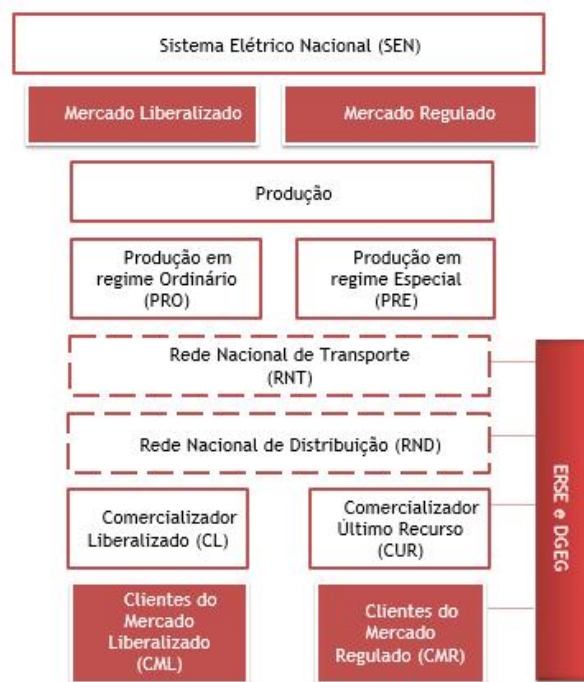 Sistema Elétrico Nacional (SEN)
Mercado Liberalizado
Mercado Regulado
Produção
Produção em
regime Ordinário
(PRO)
Produção em
regime Especial
(PRE)
Rede Nacional de Transporte
(RNT)
Rede Nacional de Distribuição (RND)
Comercializador
Liberalizado (CL)
Comercializador
Último Recurso
(CUR)
Clientes do
Mercado
Liberalizado
(CML)
Clientes do
Mercado
Regulado (CMR)
ERSE e DGEG